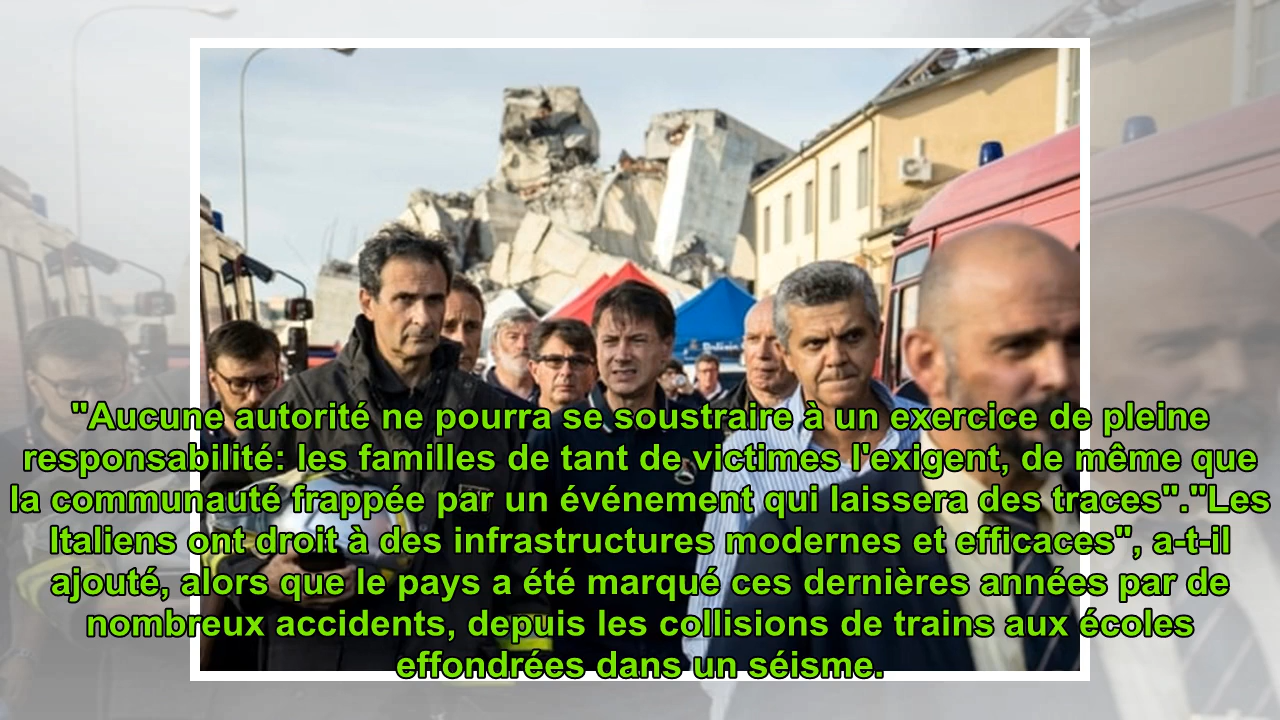 "Aucune autorité ne pourra se soustraire à un exercice de pleine
responsabilité: les familles de tant de victimes l'exigent, de même que
la communauté frappée par un événement qui laissera des traces"."Les
Italiens ont droit à des infrastructures modernes et efficaces", a-t-il
ajouté, alors que le pays a été marqué ces dernières années par de
nombreux accidents, depuis les collisions de trains aux écoles
effondrées dans un séisme.